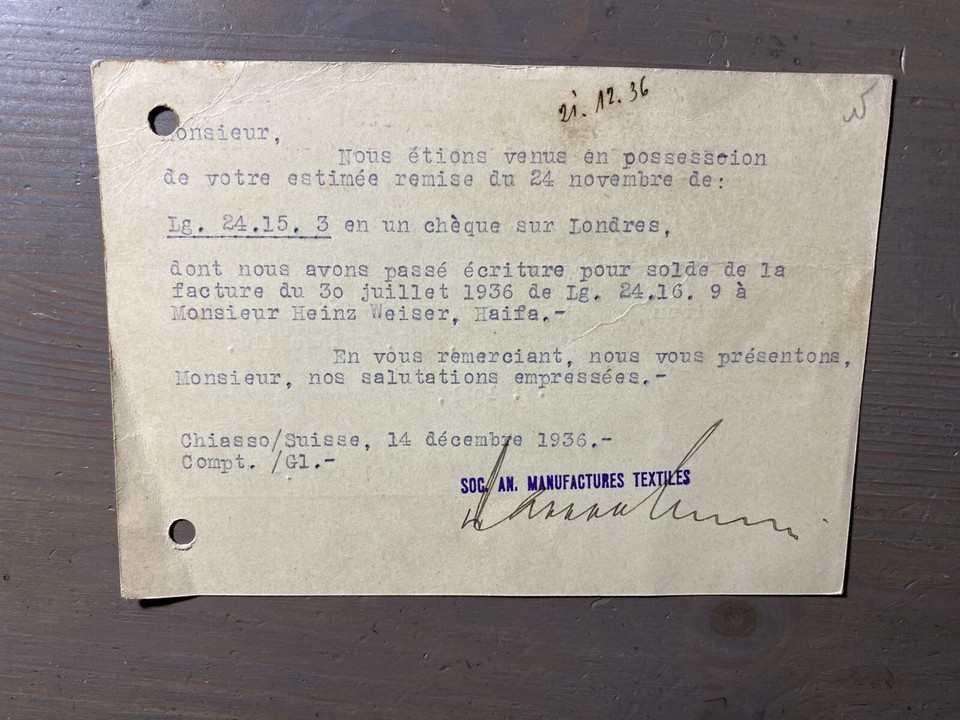 21.12.36
Monsieur,
Nous étions venus en possesseion
de votre estimée remise du 24 novembre de:
Lg. 24.15. 3 en un chèque sur Londres,
dont nous avons passé écriture pour solde de la
facture du 30 juillet 1936 de Lg. 24.16. 9 à
Monsieur Heinz Weiser, Haifa.-
En vous remerciant, nous vous présentons,
Monsieur, nos salutations empressées.-
Chiasso/Suisse, 14 décembre 1936.-
Compt. /Gl.-
SOC. AN. MANUFACTURES TEXTILES